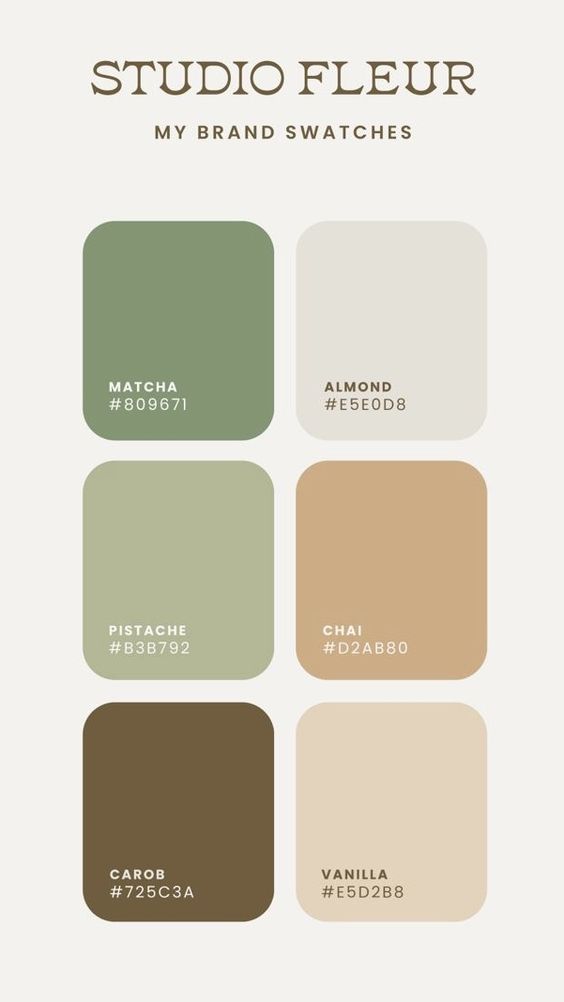 STUDIO FLEUR
MY BRAND SWATCHES
MATCHA
#809671
ALMOND
#E5E0D8
PISTACHE
#B3B792
CHAI
#D2AB80
CAROB
#725C3A
VANILLA
#E5D2B8